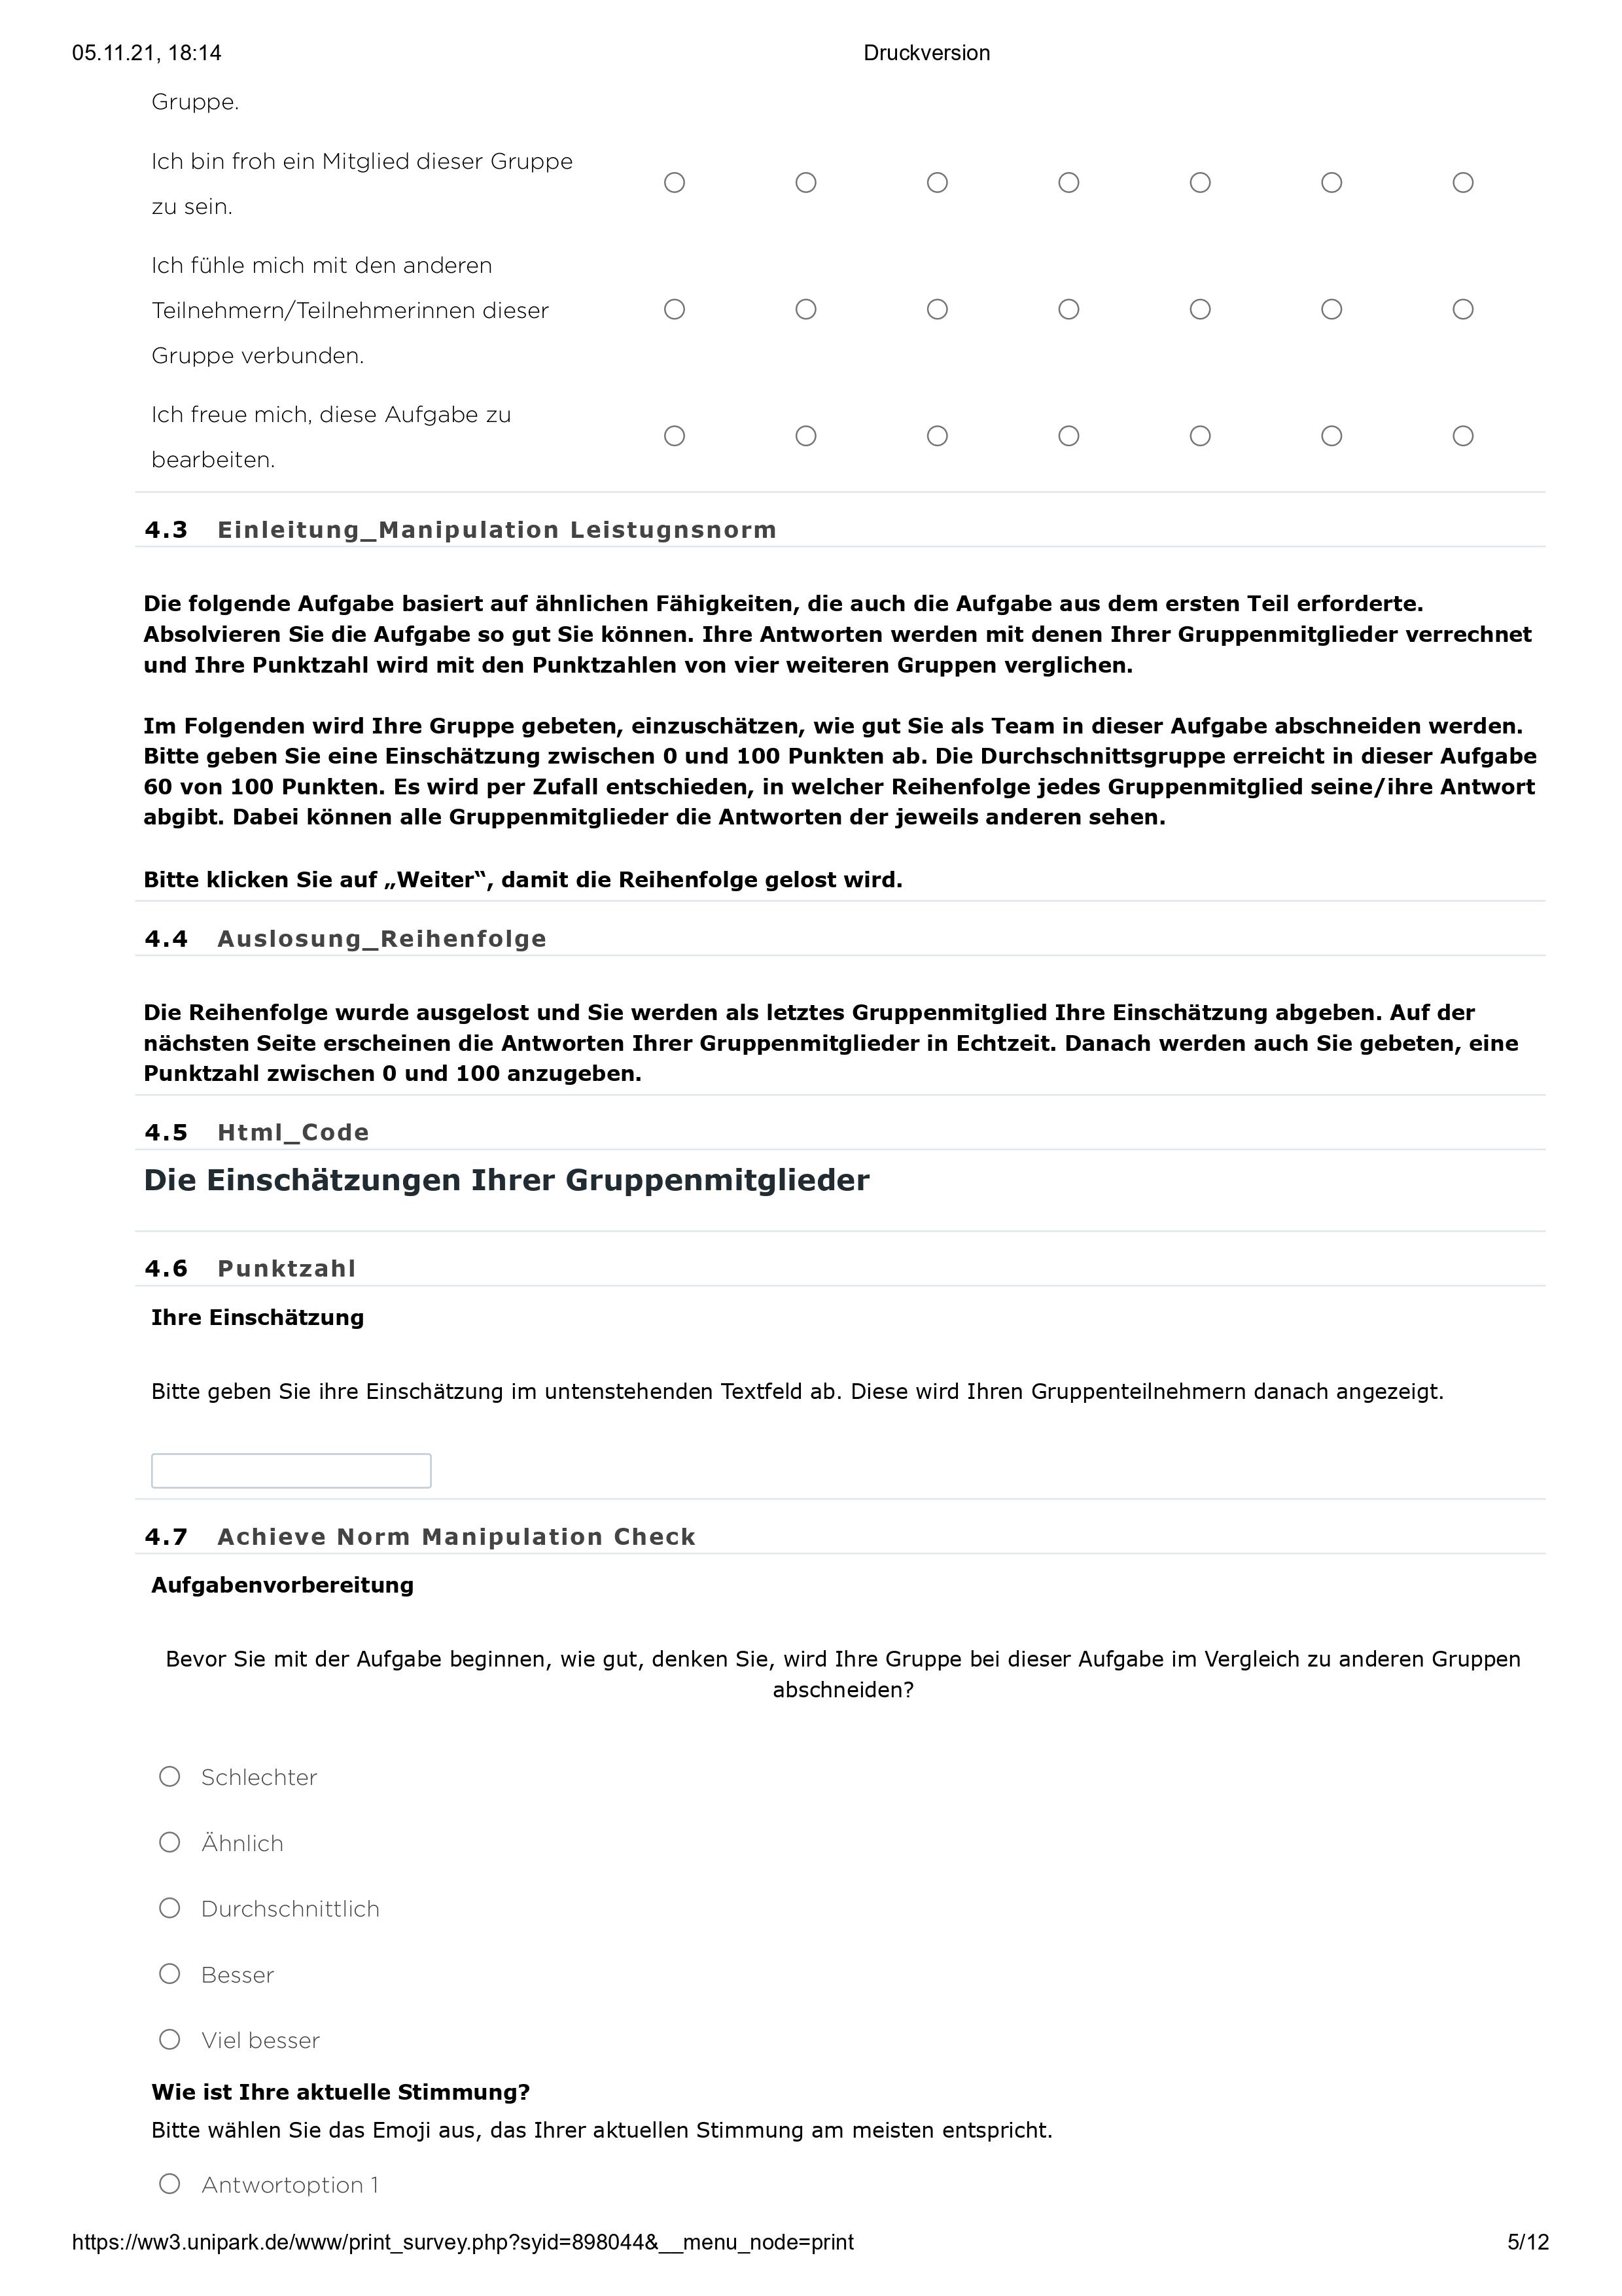 05.11.21, 18:14
Druckversion
Gruppe.
Ich bin froh ein Mitglied dieser Gruppe
zu sein.
Ich fühle mich mit den anderen
Teilnehmern/Teilnehmerinnen dieser
Gruppe verbunden.
Ich freue mich, diese Aufgabe zu
bearbeiten.
4.3 Einleitung_Manipulation Leistugnsnorm
Die folgende Aufgabe basiert auf ähnlichen Fähigkeiten, die auch die Aufgabe aus dem ersten Teil erforderte.
Absolvieren Sie die Aufgabe so gut Sie können. Ihre Antworten werden mit denen Ihrer Gruppenmitglieder verrechnet
und Ihre Punktzahl wird mit den Punktzahlen von vier weiteren Gruppen verglichen.
Im Folgenden wird Ihre Gruppe gebeten, einzuschätzen, wie gut Sie als Team in dieser Aufgabe abschneiden werden.
Bitte geben Sie eine Einschätzung zwischen 0 und 100 Punkten ab. Die Durchschnittsgruppe erreicht in dieser Aufgabe
60 von 100 Punkten. Es wird per Zufall entschieden, in welcher Reihenfolge jedes Gruppenmitglied seine/ihre Antwort
abgibt. Dabei können alle Gruppenmitglieder die Antworten der jeweils anderen sehen.
Bitte klicken Sie auf „Weiter“, damit die Reihenfolge gelost wird.
4.4 Auslosung_Reihenfolge
Die Reihenfolge wurde ausgelost und Sie werden als letztes Gruppenmitglied Ihre Einschätzung abgeben. Auf der
nächsten Seite erscheinen die Antworten Ihrer Gruppenmitglieder in Echtzeit. Danach werden auch Sie gebeten, eine
Punktzahl zwischen 0 und 100 anzugeben.
4.5 Html_Code
Die Einschätzungen Ihrer Gruppenmitglieder
4.6 Punktzahl
Ihre Einschätzung
Bitte geben Sie ihre Einschätzung im untenstehenden Textfeld ab. Diese wird Ihren Gruppenteilnehmern danach angezeigt.
4.7 Achieve Norm Manipulation Check
Aufgabenvorbereitung
Bevor Sie mit der Aufgabe beginnen, wie gut, denken Sie, wird Ihre Gruppe bei dieser Aufgabe im Vergleich zu anderen Gruppen
abschneiden?
Schlechter
Ähnlich
Durchschnittlich
Besser
Viel besser
Wie ist Ihre aktuelle Stimmung?
Bitte wählen Sie das Emoji aus, das Ihrer aktuellen Stimmung am meisten entspricht.
Antwortoption 1
https://ww3.unipark.de/www/print_survey.php?syid=898044&__menu_node=print
5/12